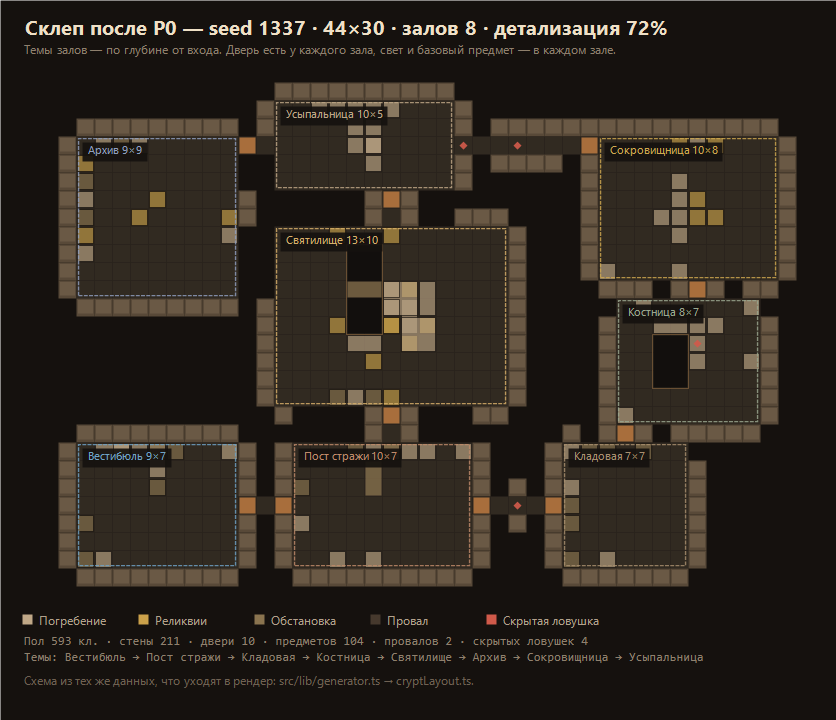 Склеп после P0 — seed 1337 · 44×30 · залов 8 · детализация 72%
Темы залов — по глубине от входа. Дверь есть у каждого зала, свет и базовый предмет — в каждом зале.
Усыпальница 10×5
Архив 9×9
Сокровищница 10×8
Святилище 13×10
Костница 8×7
Вестибюль 9×7
Пост стражи 10×7
Кладовая 7×7
Погребение
Реликвии
Обстановка
Провал
Скрытая ловушка
Пол 593 кл. · стены 211 · двери 10 · предметов 104 · провалов 2 · скрытых ловушек 4
Темы: Вестибюль → Пост стражи → Кладовая → Костница → Святилище → Архив → Сокровищница → Усыпальница
Схема из тех же данных, что уходят в рендер: src/lib/generator.ts → cryptLayout.ts.